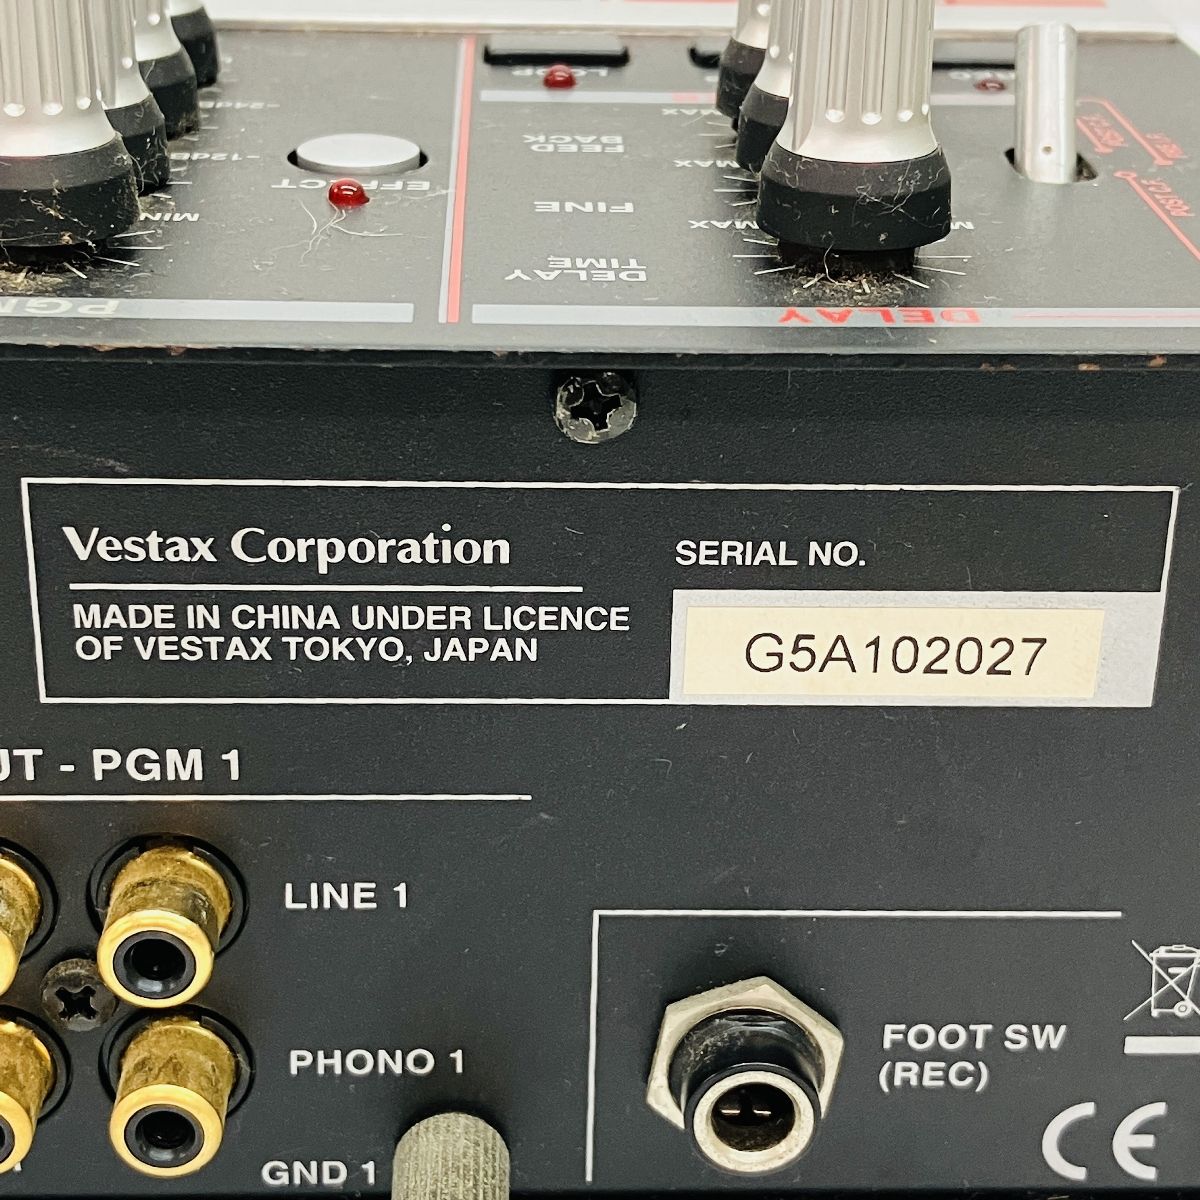 LOOP
-24dB
-12dB
EFFECT
MIN
FEED
BACK
FINE
DELAY
TIME
MAX
MAX
MAX
DELAY
Vestax Corporation
MADE IN CHINA UNDER LICENCE
OF VESTAX TOKYO, JAPAN
SERIAL NO.
G5A102027
UT - PGM 1
LINE 1
PHONO 1
GND 1
FOOT SW
(REC)
CE